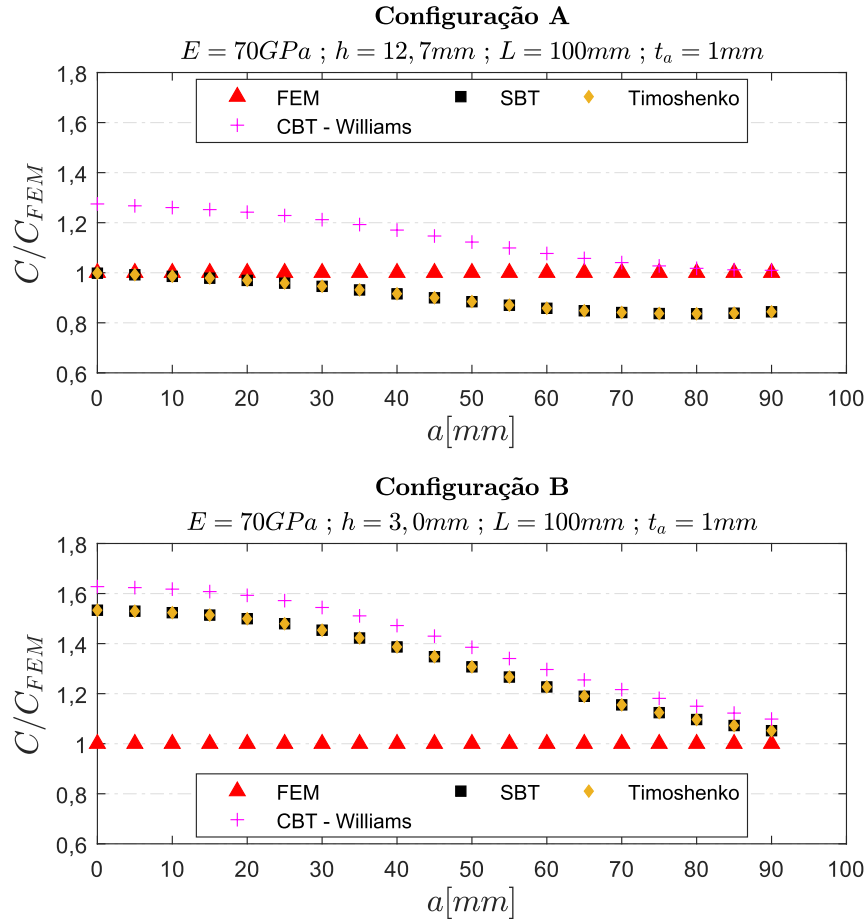 Configuração A
E = 70GPa ; h = 12,7mm ; L = 100mm ; t_a = 1mm
1,8
1,6
1,4
1,2
1
0,8
0,6
C/C_FEM
FEM
SBT
Timoshenko
CBT - Williams
0 10 20 30 40 50 60 70 80 90 100
a[mm]
Configuração B
E = 70GPa ; h = 3,0mm ; L = 100mm ; t_a = 1mm
1,8
1,6
1,4
1,2
1
0,8
0,6
C/C_FEM
FEM
SBT
Timoshenko
CBT - Williams
0 10 20 30 40 50 60 70 80 90 100
a[mm]